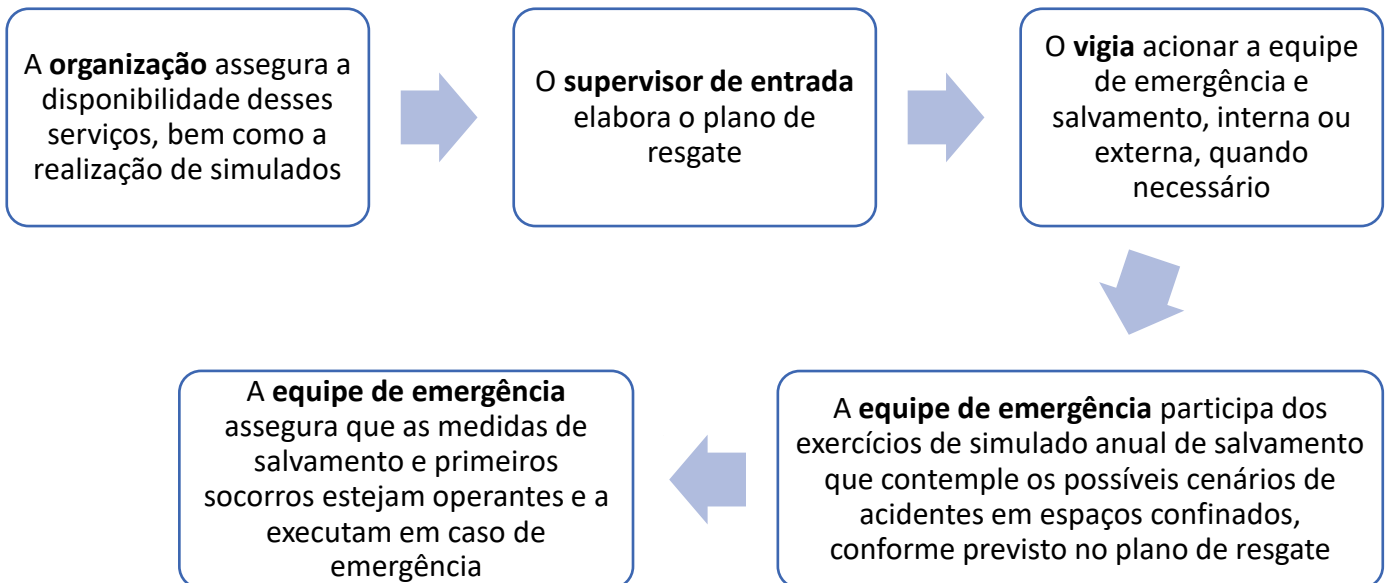 A organização assegura a
disponibilidade desses
serviços, bem como a
realização de simulados
O supervisor de entrada
elabora o plano de
resgate
O vigia acionar a equipe
de emergência e
salvamento, interna ou
externa, quando
necessário
A equipe de emergência participa dos
exercícios de simulado anual de salvamento
que contemple os possíveis cenários de
acidentes em espaços confinados,
conforme previsto no plano de resgate
A equipe de emergência
assegura que as medidas de
salvamento e primeiros
socorros estejam operantes e a
executam em caso de
emergência